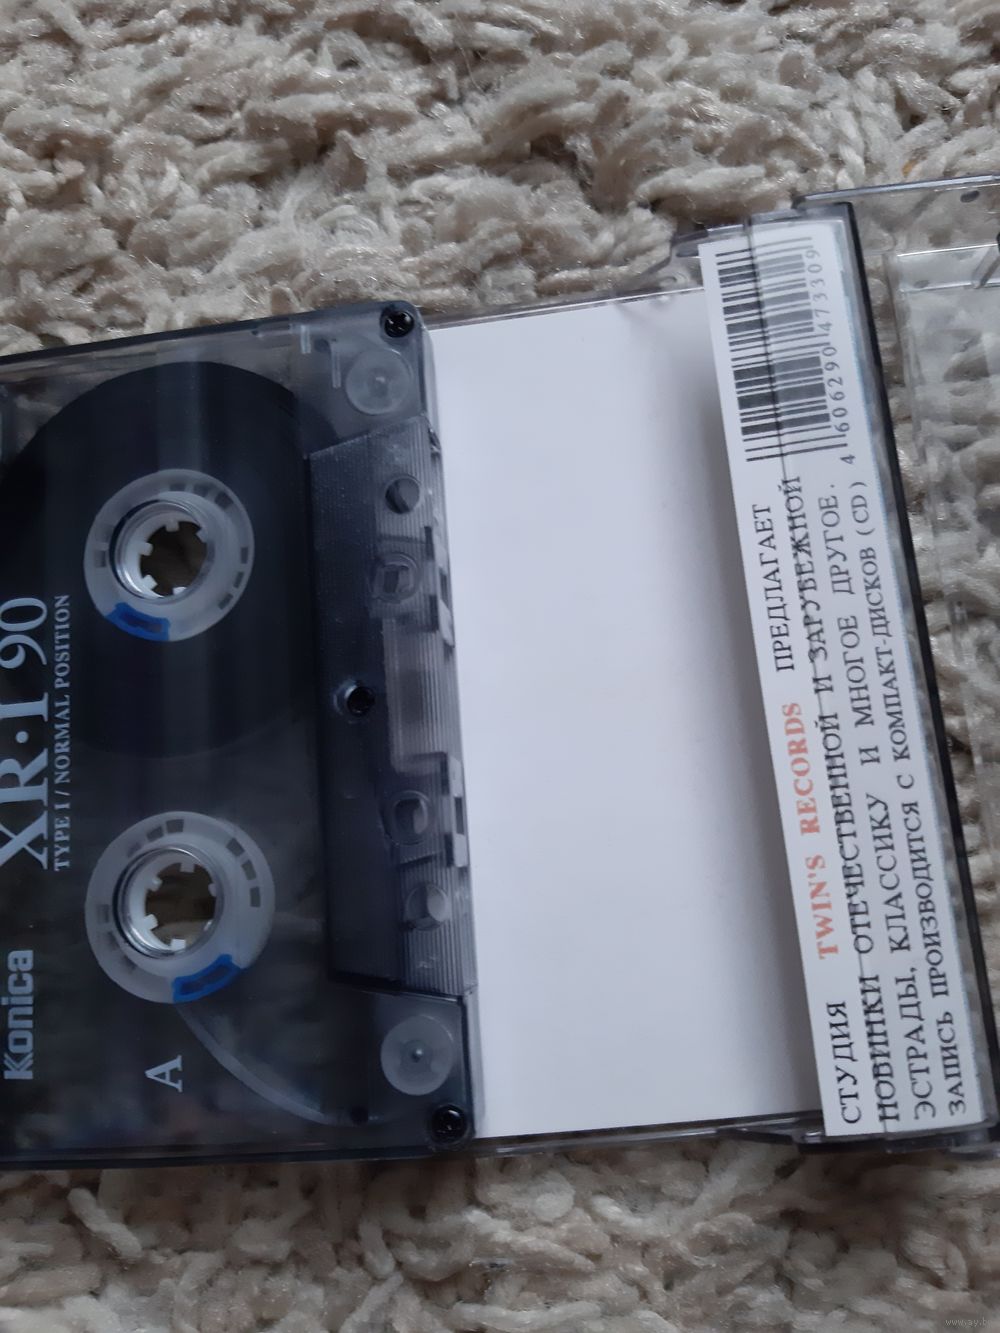 Konica
XR·I 90
TYPE I / NORMAL POSITION
A
СТУДИЯ TWIN'S RECORDS ПРЕДЛАГАЕТ
НОВИНКИ ОТЕЧЕСТВЕННОЙ И ЗАРУБЕЖНОЙ
ЭСТРАДЫ, КЛАССИКУ И МНОГОЕ ДРУГОЕ.
ЗАПИСЬ ПРОИЗВОДИТСЯ С КОМПАКТ-ДИСКОВ (CD)
4 606290 473309